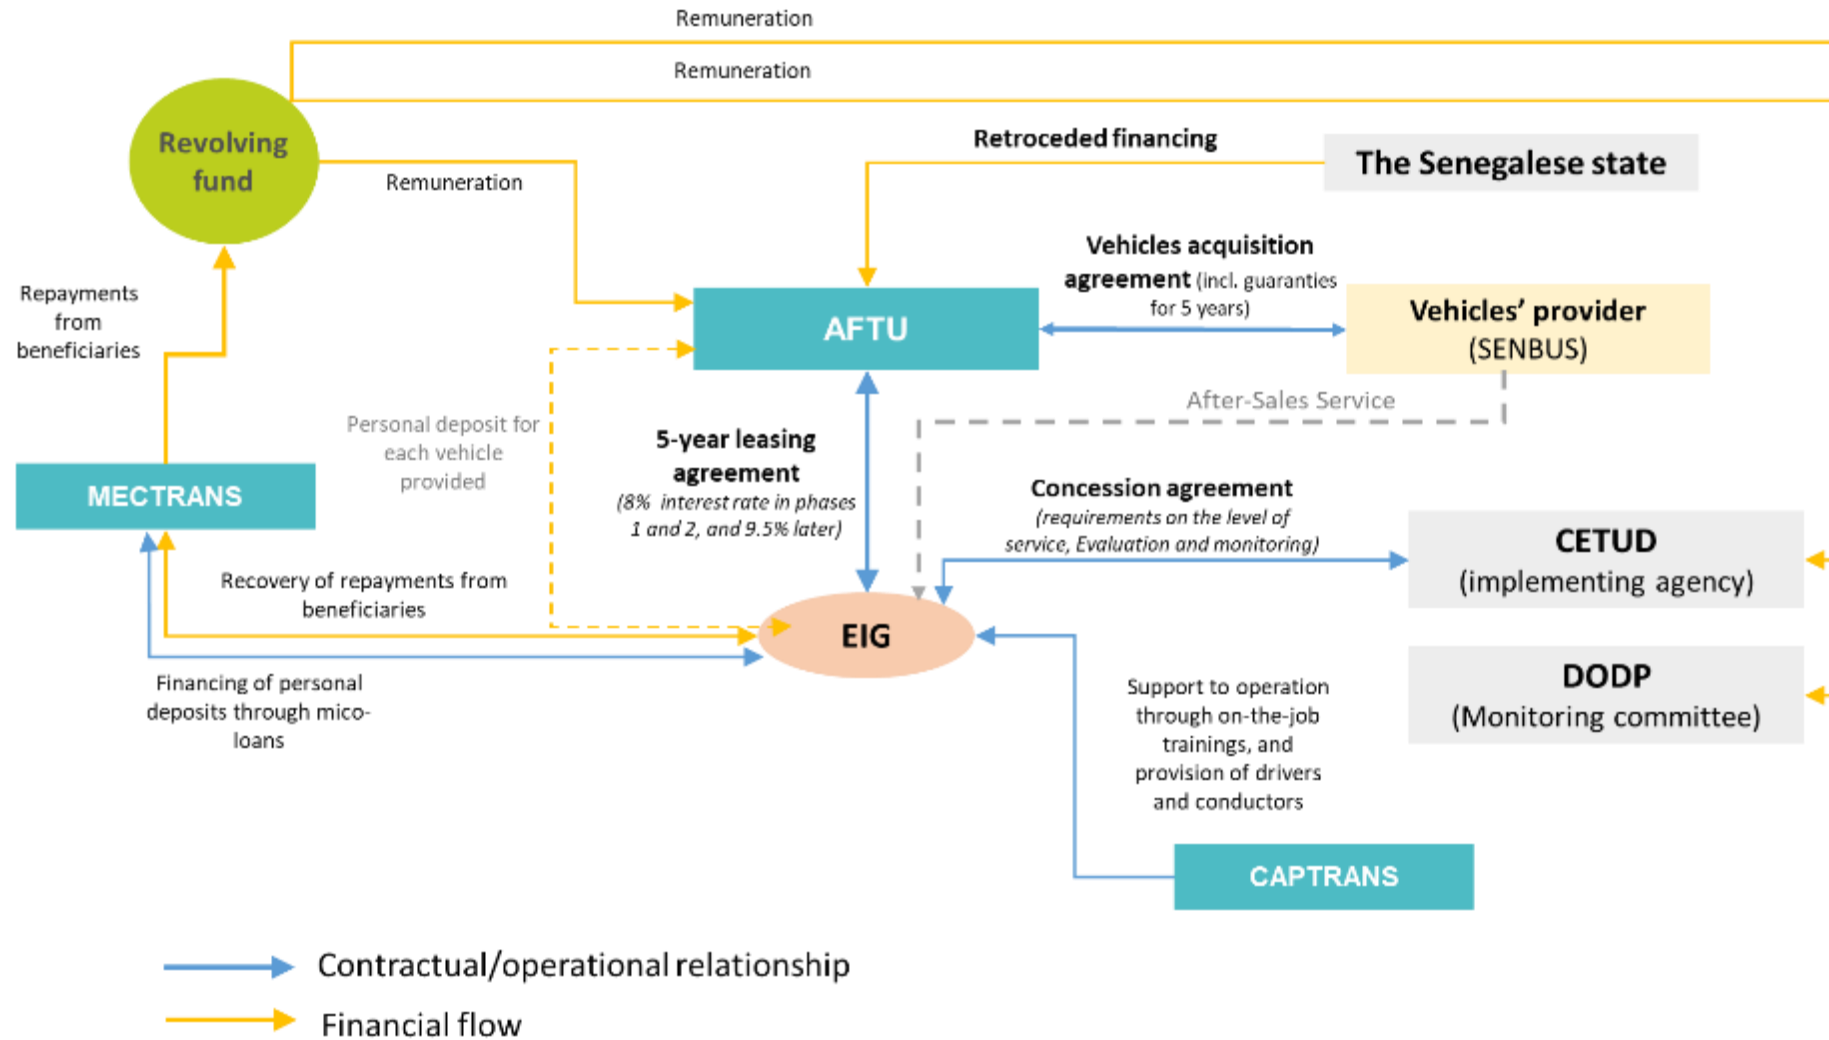 Remuneration
Remuneration
Revolving
fund
Remuneration
Retroceded financing
The Senegalese state
Vehicles acquisition
agreement (incl. guaranties
for 5 years)
Repayments
from
beneficiaries
AFTU
Vehicles' provider
(SENBUS)
After-Sales Service
Personal deposit for
each vehicle
provided
5-year leasing
agreement
(8% interest rate in phases
1 and 2, and 9.5% later)
MECTRANS
Concession agreement
(requirements on the level of
service, Evaluation and monitoring)
CETUD
(implementing agency)
Recovery of repayments from
beneficiaries
EIG
DODP
(Monitoring committee)
Financing of personal
deposits through mico-
loans
Support to operation
through on-the-job
trainings, and
provision of drivers
and conductors
CAPTRANS
Contractual/operational relationship
Financial flow